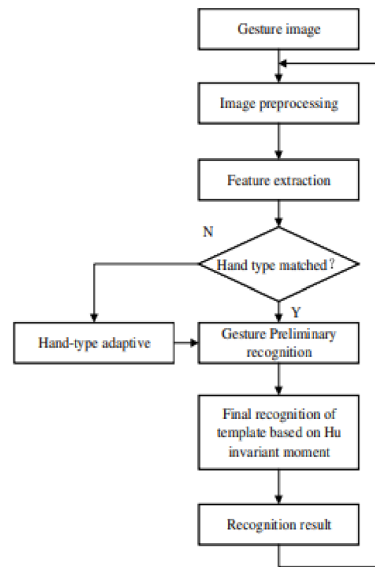 Gesture image
Image preprocessing
Feature extraction
N
Hand type matched？
Y
Hand-type adaptive
Gesture Preliminary
recognition
Final recognition of
template based on Hu
invariant moment
Recognition result